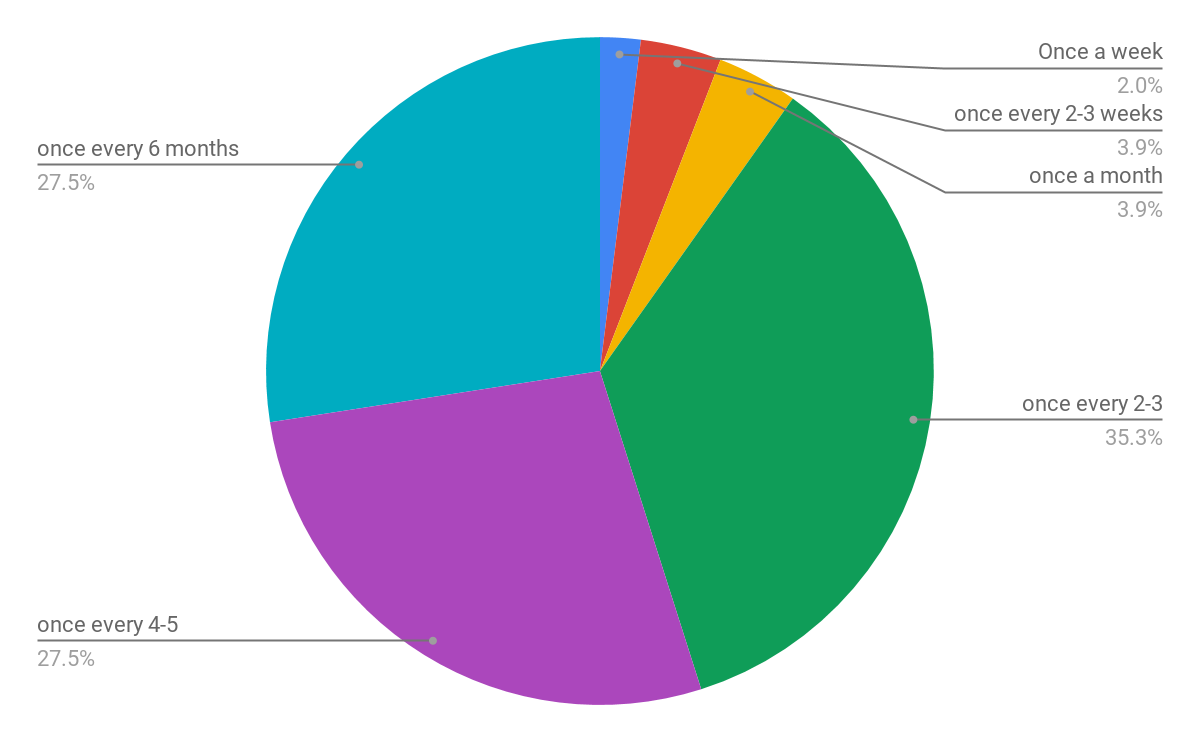 Once a week
2.0%
once every 2-3 weeks
3.9%
once a month
3.9%
once every 2-3
35.3%
once every 4-5
27.5%
once every 6 months
27.5%